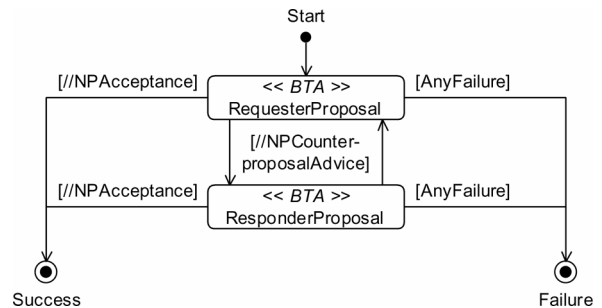 Start
[//NPAcceptance]
<< BTA >>
RequesterProposal
[AnyFailure]
[//NPCounter-
proposalAdvice]
[//NPAcceptance]
<< BTA >>
ResponderProposal
[AnyFailure]
Success
Failure